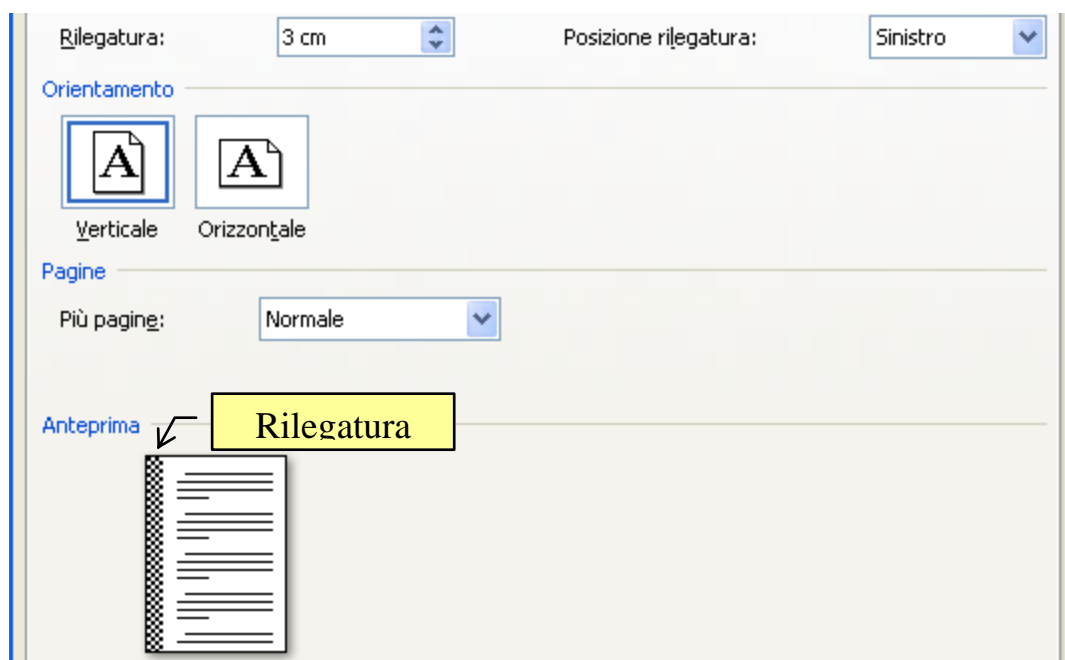 Rilegatura: 3 cm Posizione rilegatura: Sinistro
Orientamento
A A
Verticale Orizzontale
Pagine
Più pagine: Normale
Anteprima Rilegatura